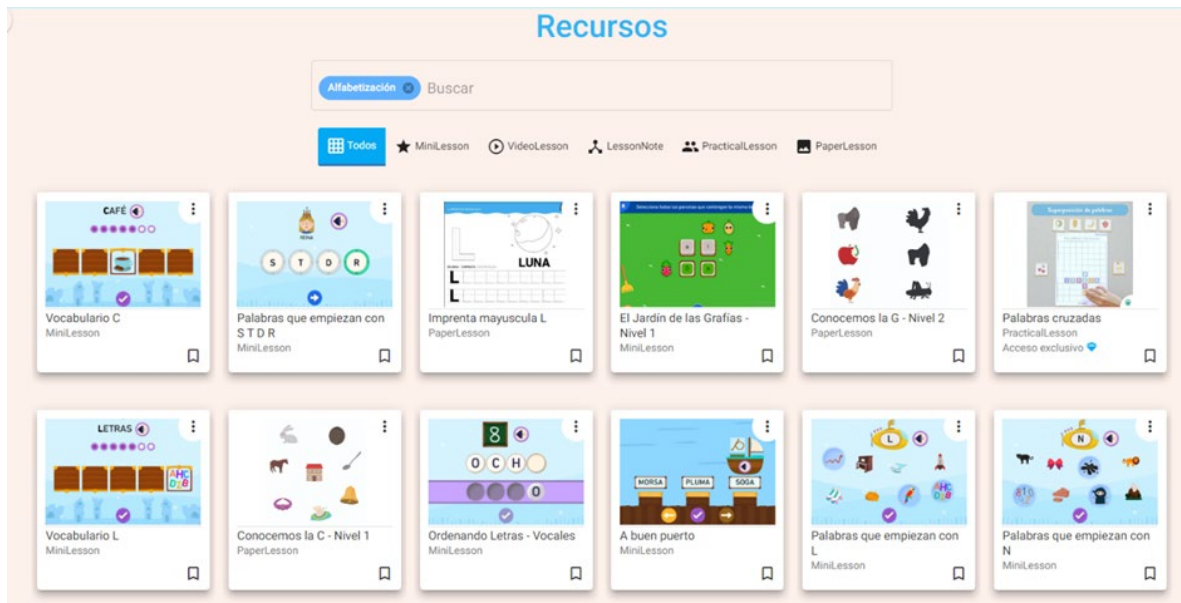 Recursos
Alfabetización Buscar
Todos MiniLesson VideoLesson LessonNote PracticalLesson PaperLesson
CAFÉ
Vocabulario C
MiniLesson
S T D R
Palabras que empiezan con
S T D R
MiniLesson
L
LUNA
L
L
Imprenta mayuscula L
PaperLesson
El Jardín de las Grafías -
Nivel 1
MiniLesson
Conocemos la G - Nivel 2
PaperLesson
Superposición de palabras
Palabras cruzadas
PracticalLesson
Acceso exclusivo
LETRAS
Vocabulario L
MiniLesson
Conocemos la C - Nivel 1
PaperLesson
8
O C H
O
Ordenando Letras - Vocales
MiniLesson
MORSA PLUMA SOGA
A buen puerto
MiniLesson
L
Palabras que empiezan con
L
MiniLesson
N
Palabras que empiezan con
N
MiniLesson